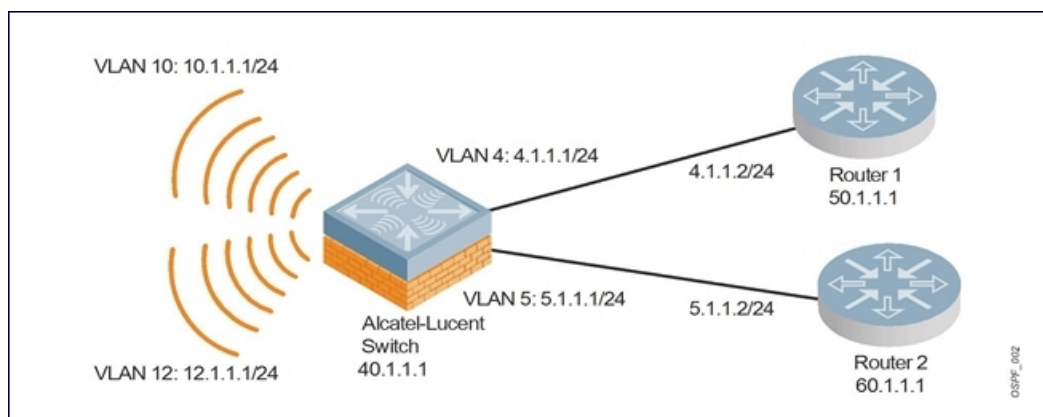 VLAN 10: 10.1.1.1/24
VLAN 4: 4.1.1.1/24
4.1.1.2/24
Router 1
50.1.1.1
VLAN 5: 5.1.1.1/24
5.1.1.2/24
Alcatel-Lucent
Switch
40.1.1.1
VLAN 12: 12.1.1.1/24
Router 2
60.1.1.1
OSPF_002